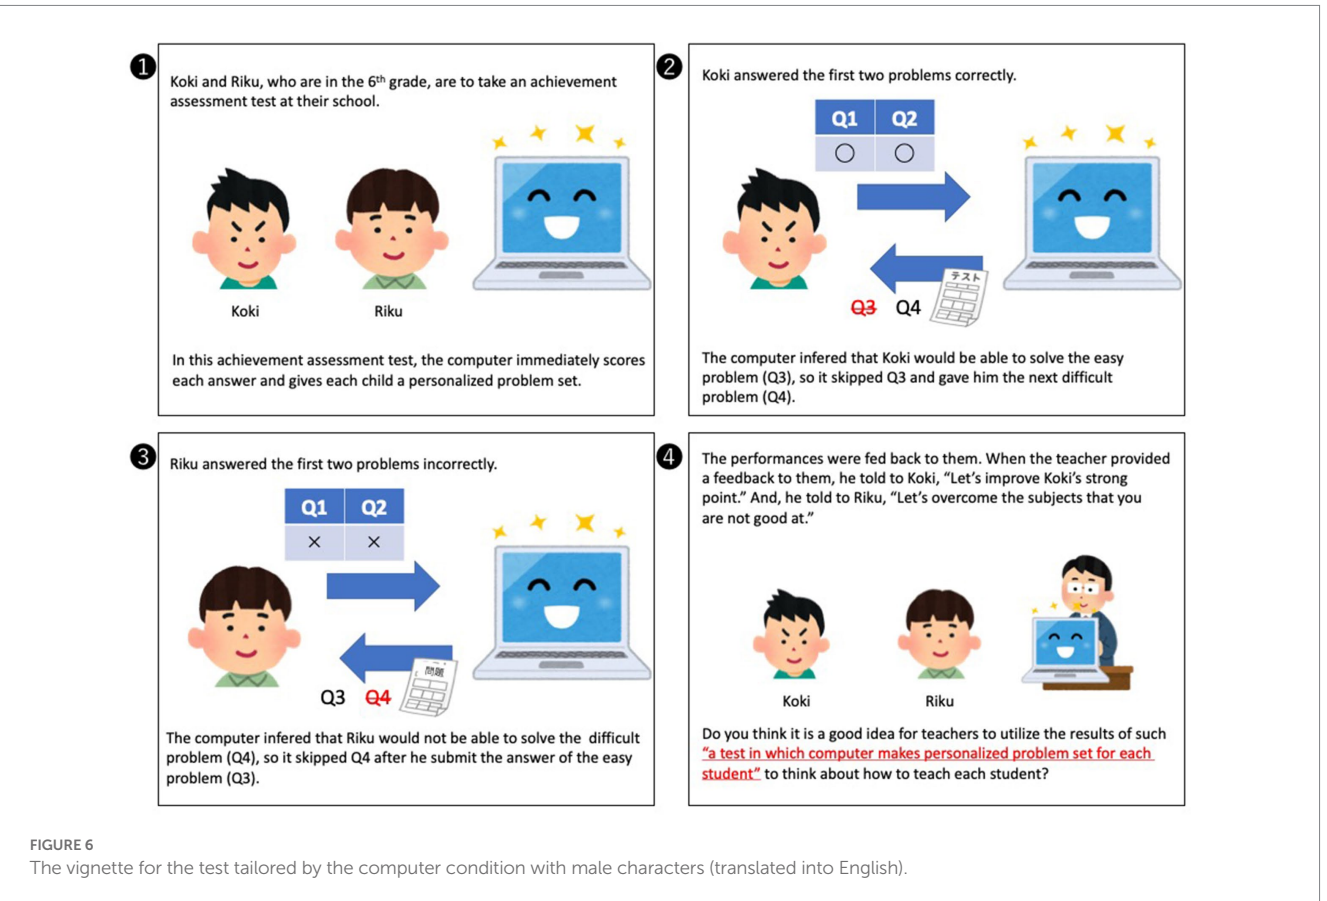 ❶
Koki and Riku, who are in the 6th grade, are to take an achievement
assessment test at their school.
Koki
Riku
In this achievement assessment test, the computer immediately scores
each answer and gives each child a personalized problem set.
❷
Koki answered the first two problems correctly.
Q1 Q2
○ ○
テスト
Q3 Q4
The computer infered that Koki would be able to solve the easy
problem (Q3), so it skipped Q3 and gave him the next difficult
problem (Q4).
❸
Riku answered the first two problems incorrectly.
Q1 Q2
× ×
問題
Q3 Q4
The computer infered that Riku would not be able to solve the difficult
problem (Q4), so it skipped Q4 after he submit the answer of the easy
problem (Q3).
❹
The performances were fed back to them. When the teacher provided
a feedback to them, he told to Koki, “Let’s improve Koki’s strong
point.” And, he told to Riku, “Let’s overcome the subjects that you
are not good at.”
Koki
Riku
Do you think it is a good idea for teachers to utilize the results of such
“a test in which computer makes personalized problem set for each
student” to think about how to teach each student?
FIGURE 6
The vignette for the test tailored by the computer condition with male characters (translated into English).